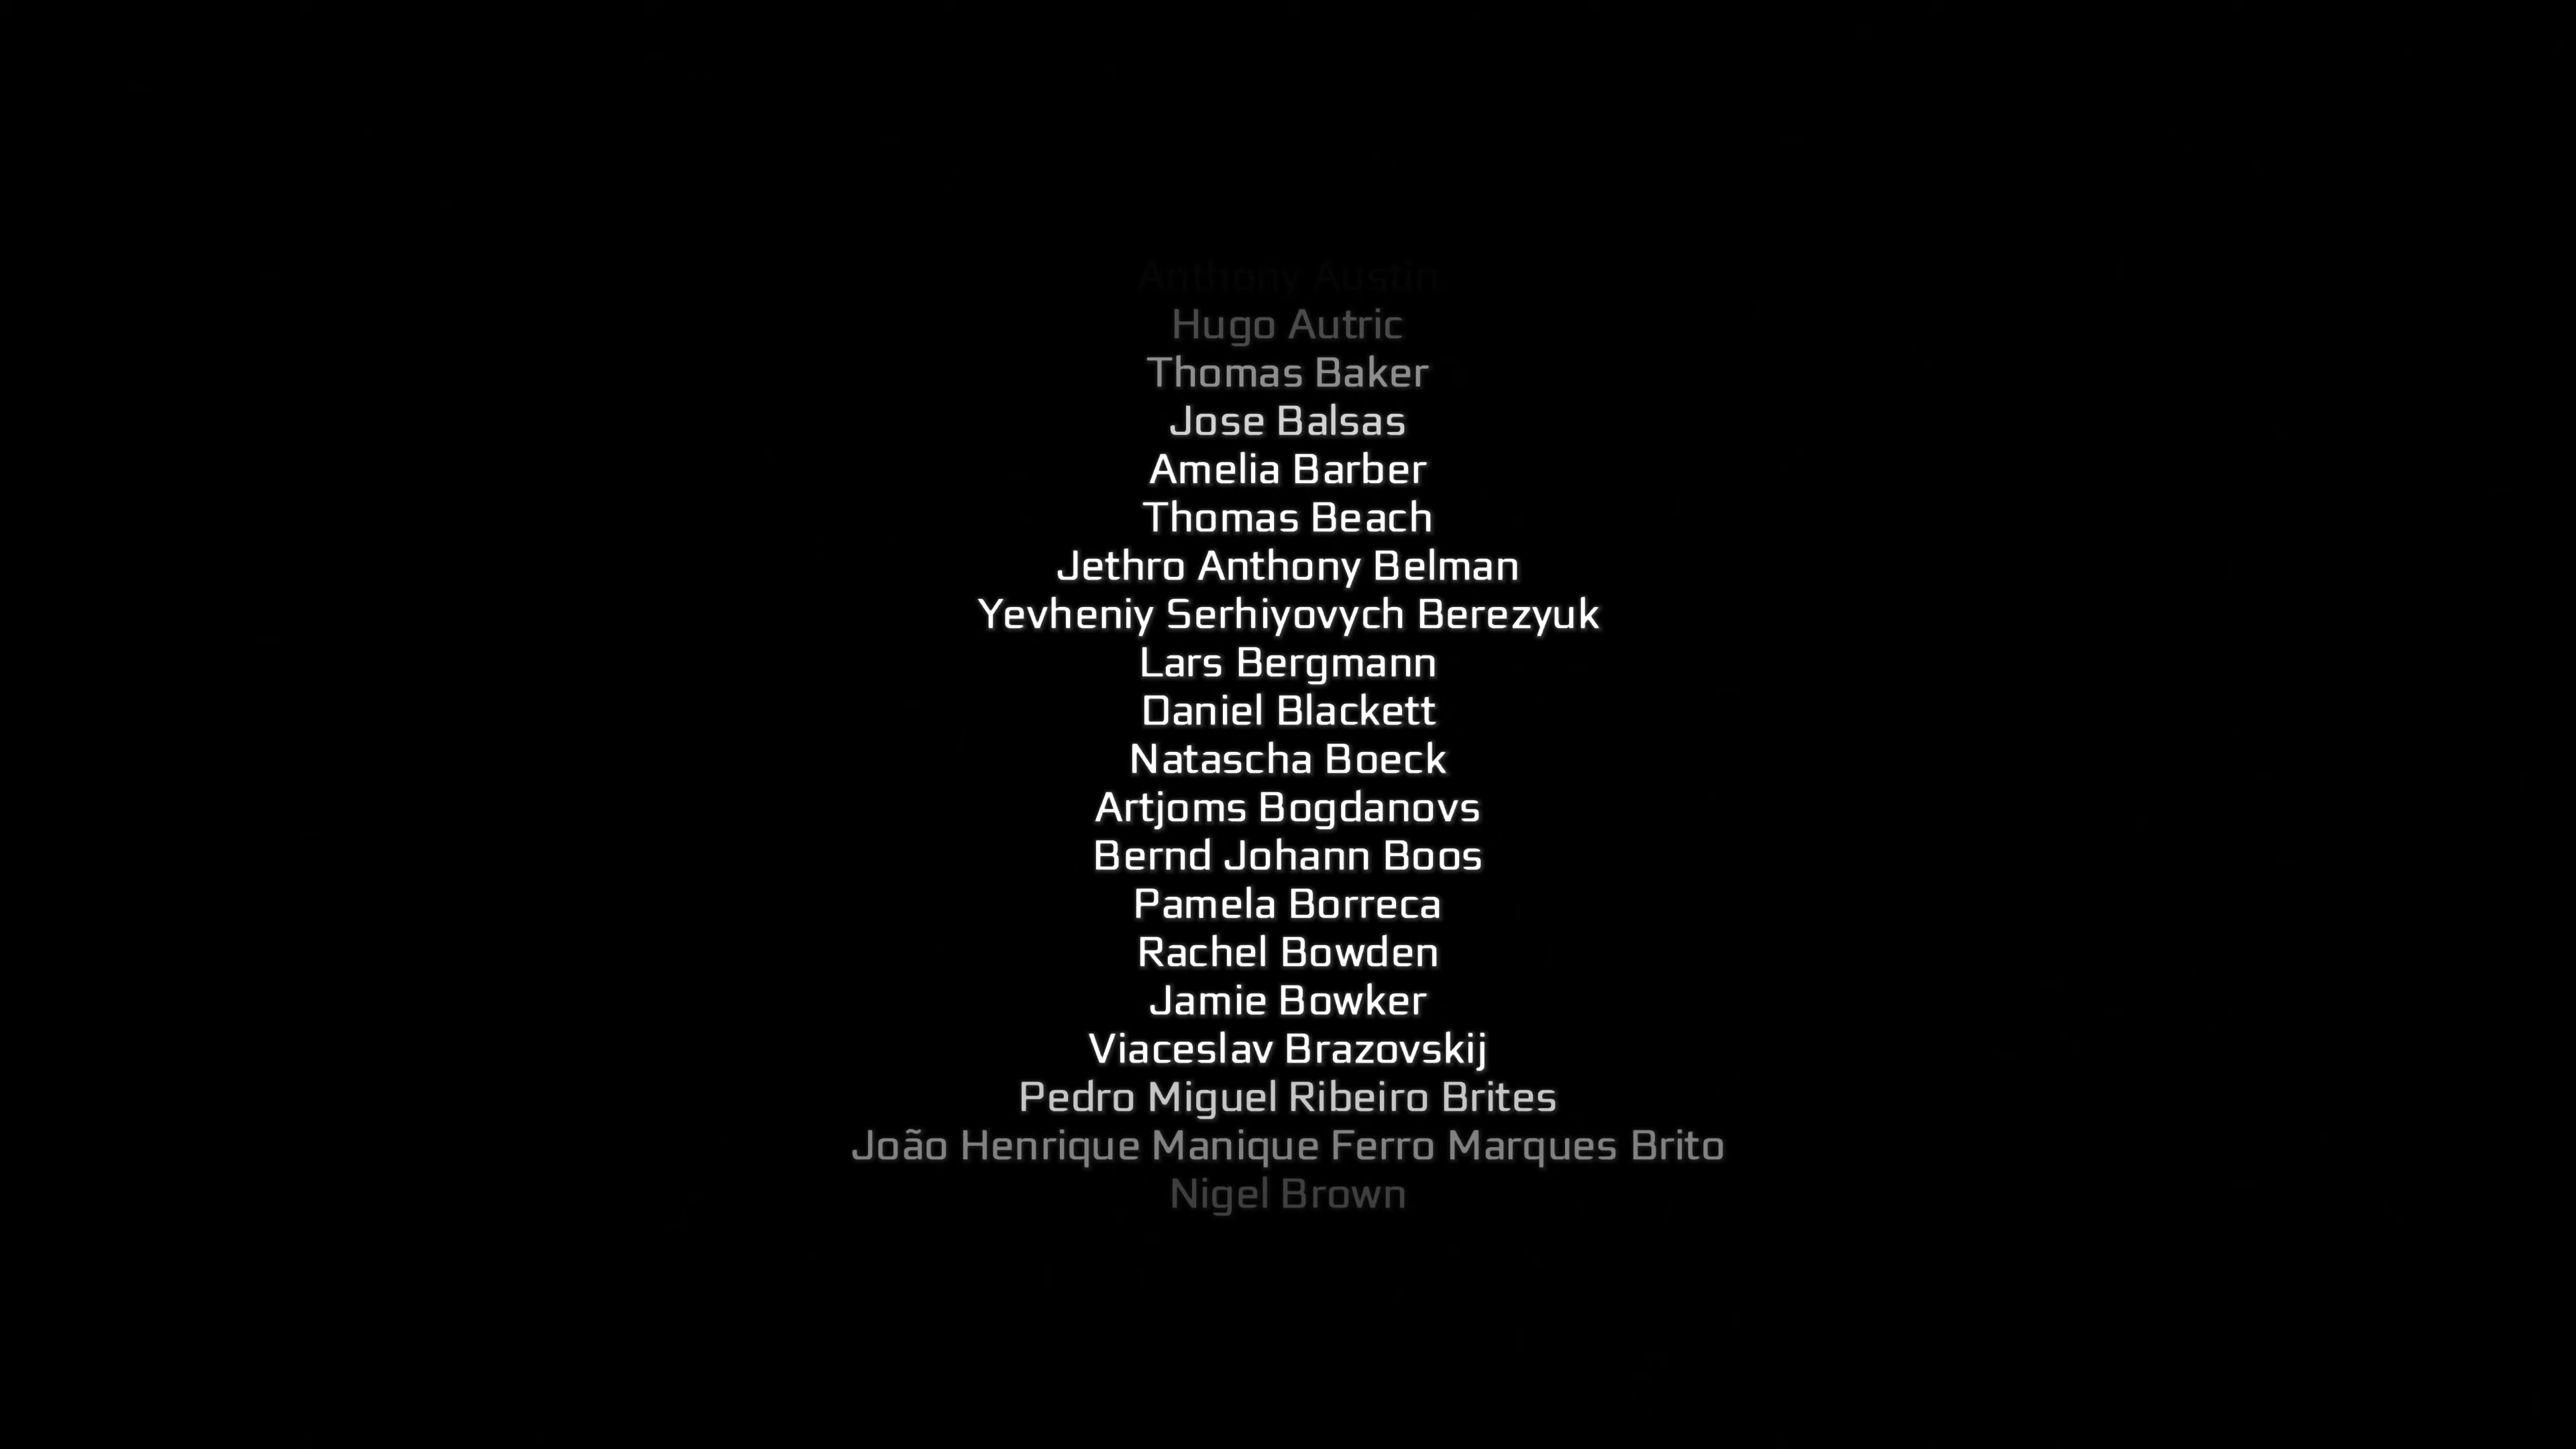 Anthony Austin
Hugo Autric
Thomas Baker
Jose Balsas
Amelia Barber
Thomas Beach
Jethro Anthony Belman
Yevheniy Serhiyovych Berezyuk
Lars Bergmann
Daniel Blackett
Natascha Boeck
Artjoms Bogdanovs
Bernd Johann Boos
Pamela Borreca
Rachel Bowden
Jamie Bowker
Viaceslav Brazovskij
Pedro Miguel Ribeiro Brites
João Henrique Manique Ferro Marques Brito
Nigel Brown